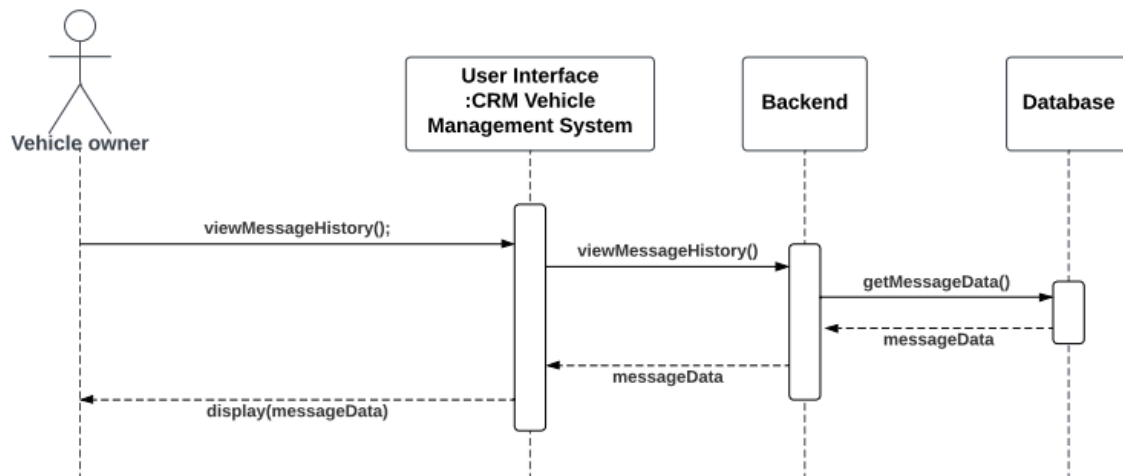 User Interface
:CRM Vehicle
Management System
Backend
Database
Vehicle owner
viewMessageHistory();
viewMessageHistory()
getMessageData()
messageData
messageData
display(messageData)